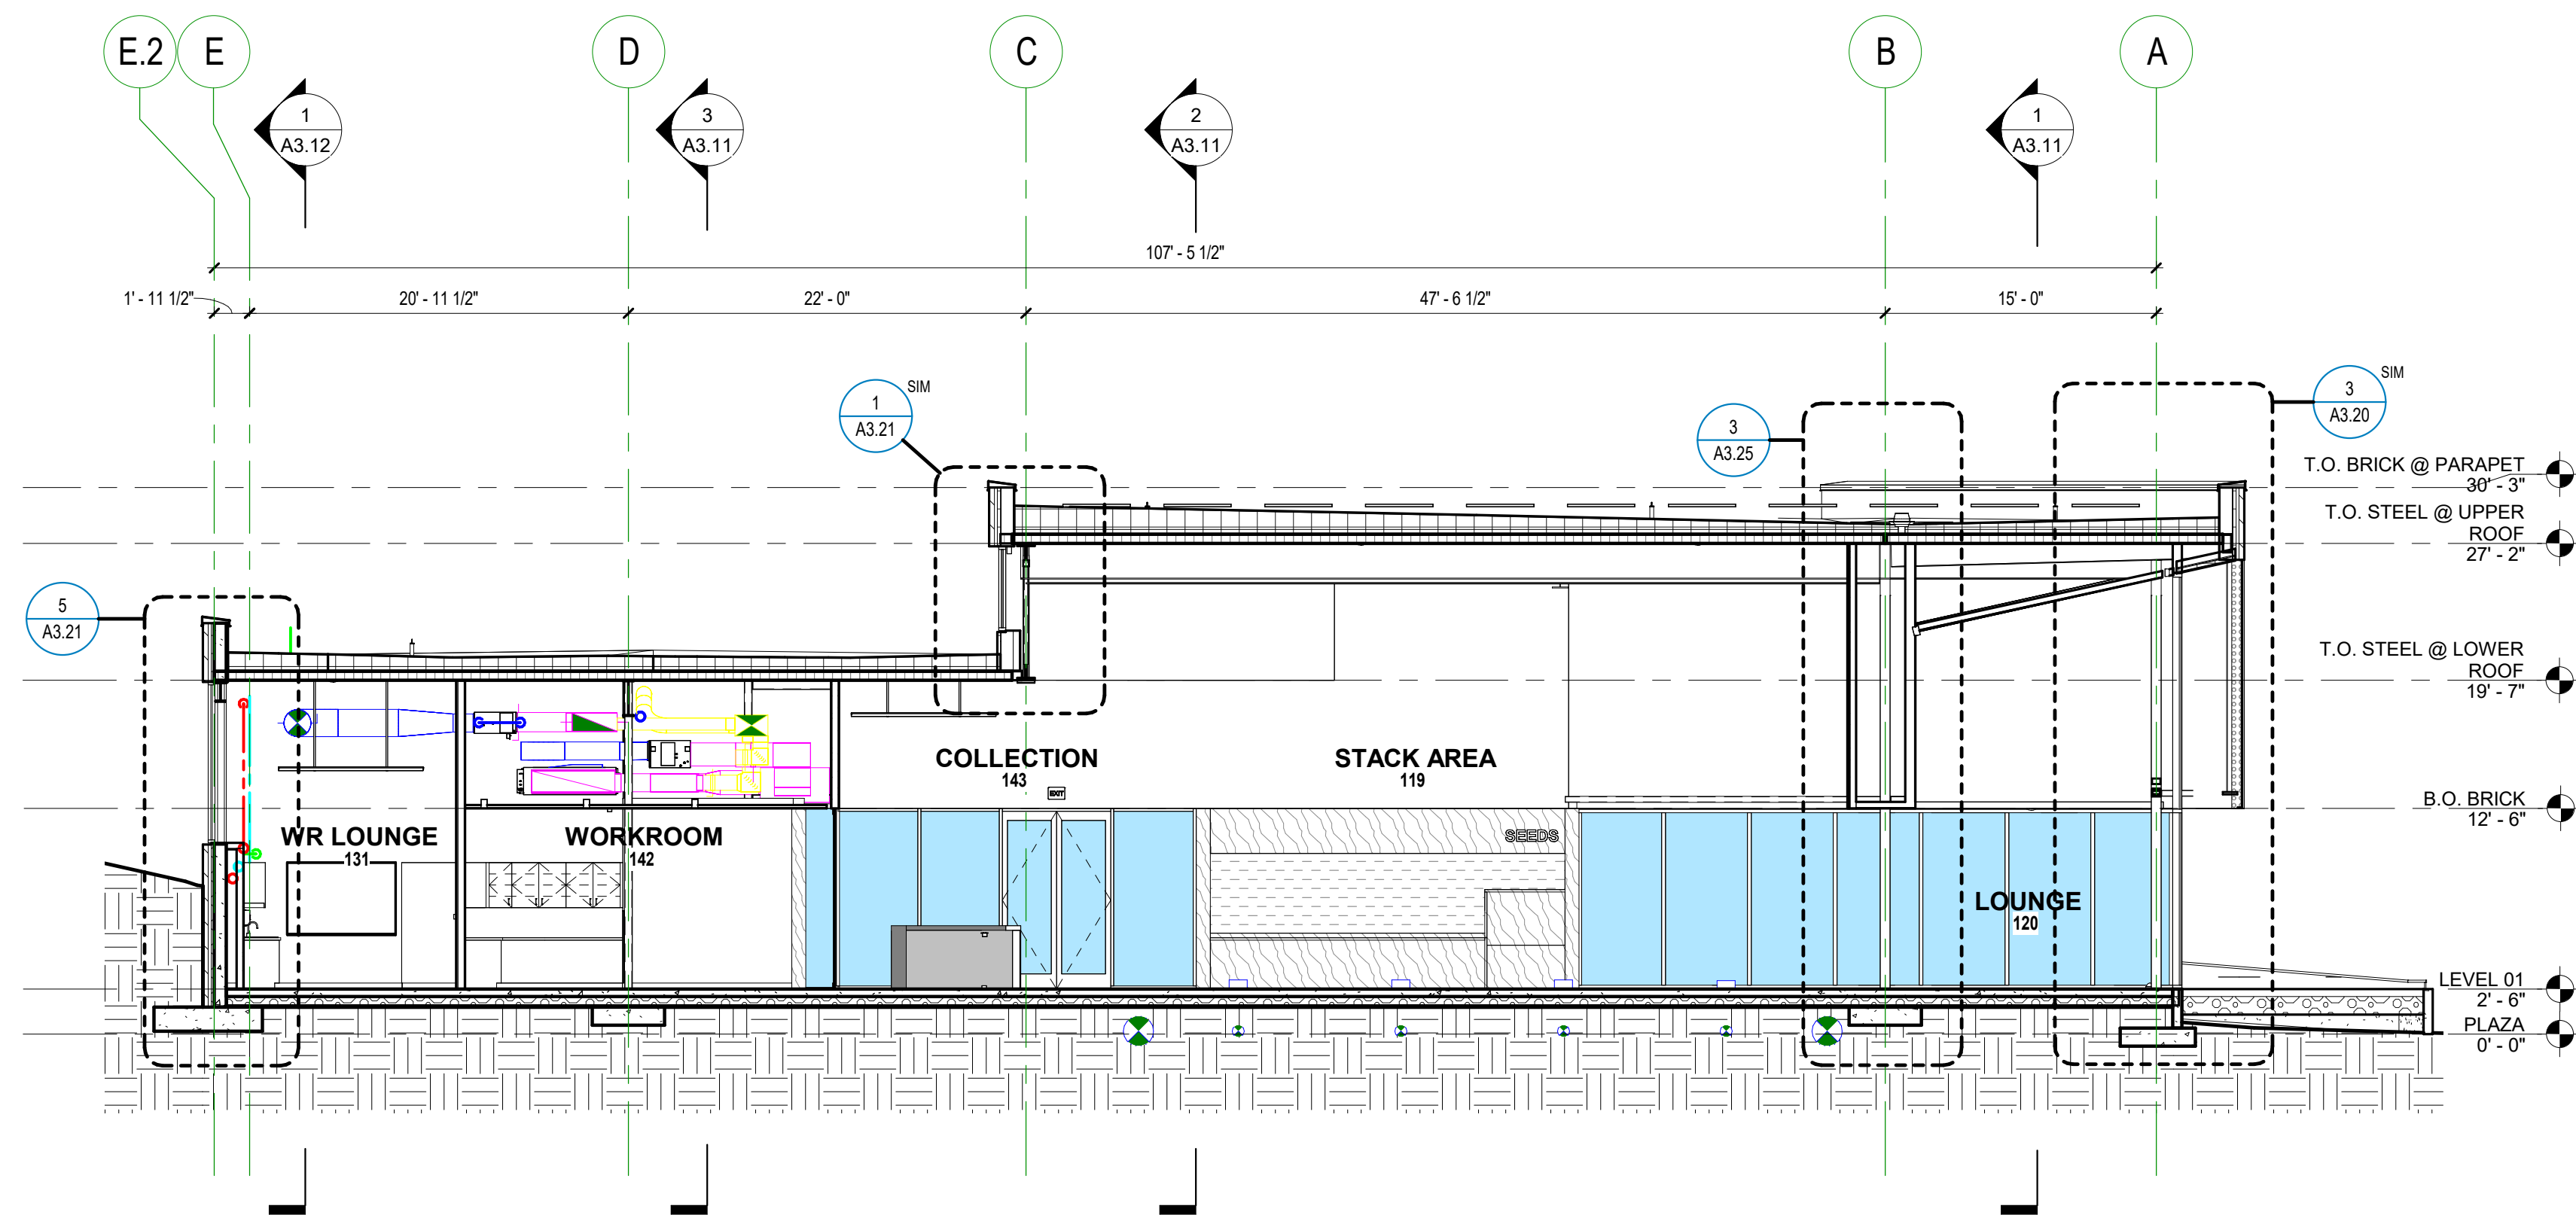 E.2
E
D
C
B
A
1
A3.12
3
A3.11
2
A3.11
1
A3.11
107' - 5 1/2"
1' - 11 1/2"
20' - 11 1/2"
22' - 0"
47' - 6 1/2"
15' - 0"
1
A3.21
SIM
3
A3.25
3
A3.20
SIM
5
A3.21
T.O. BRICK @ PARAPET
30' - 3"
T.O. STEEL @ UPPER
ROOF
27' - 2"
T.O. STEEL @ LOWER
ROOF
19' - 7"
B.O. BRICK
12' - 6"
LEVEL 01
2' - 6"
PLAZA
0' - 0"
COLLECTION
143
EXIT
STACK AREA
119
WR LOUNGE
131
WORKROOM
142
SEEDS
LOUNGE
120